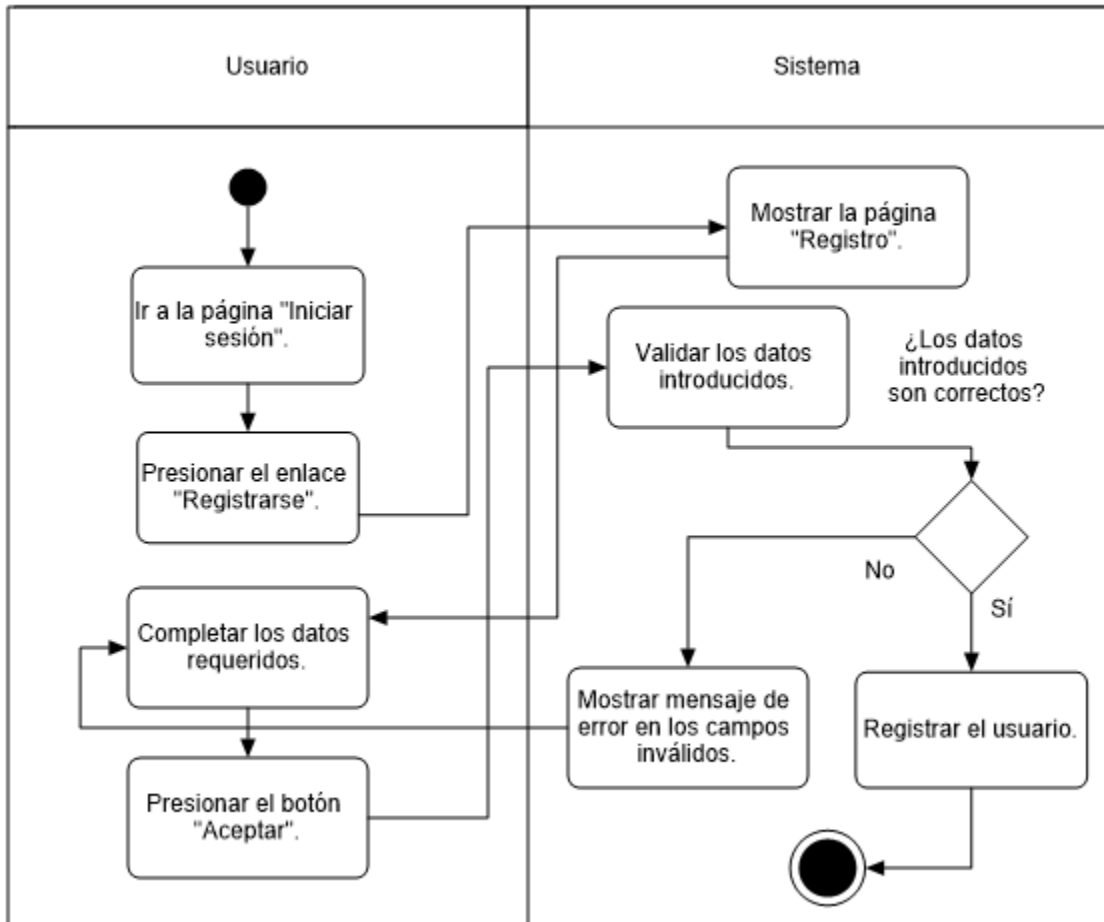 Usuario
Sistema
Ir a la página "Iniciar
sesión".
Presionar el enlace
"Registrarse".
Mostrar la página
"Registro".
Completar los datos
requeridos.
Presionar el botón
"Aceptar".
Validar los datos
introducidos.
¿Los datos
introducidos
son correctos?
No
Sí
Mostrar mensaje de
error en los campos
inválidos.
Registrar el usuario.